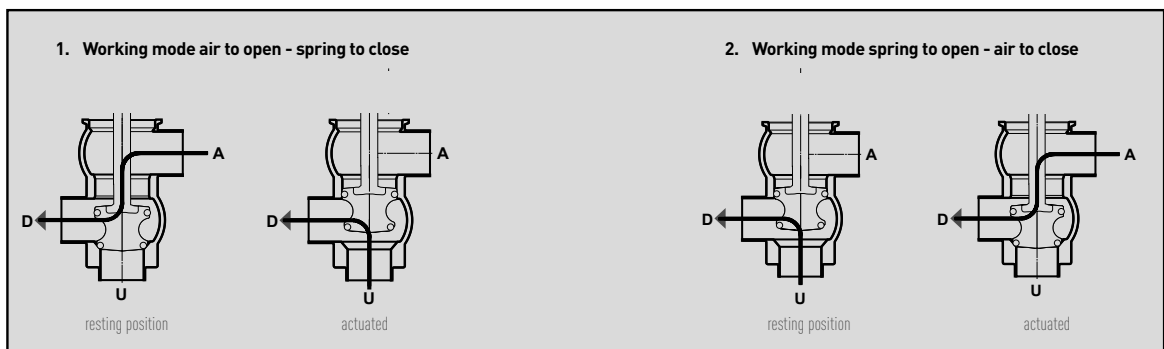 1. Working mode air to open - spring to close
2. Working mode spring to open - air to close
A
D
U
resting position
A
D
U
actuated
A
D
U
resting position
A
D
U
actuated